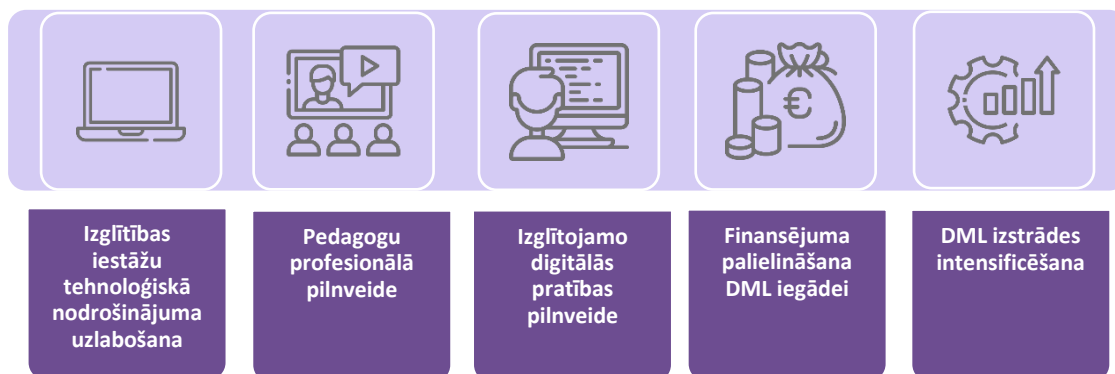 Izglītības
iestāžu
tehnoloģiskā
nodrošinājuma
uzlabošana
Pedagogu
profesionālā
pilnveide
Izglītojamo
digitālās
pratības
pilnveide
Finansējuma
palielināšana
DML iegādei
DML izstrādes
intensificēšana
€